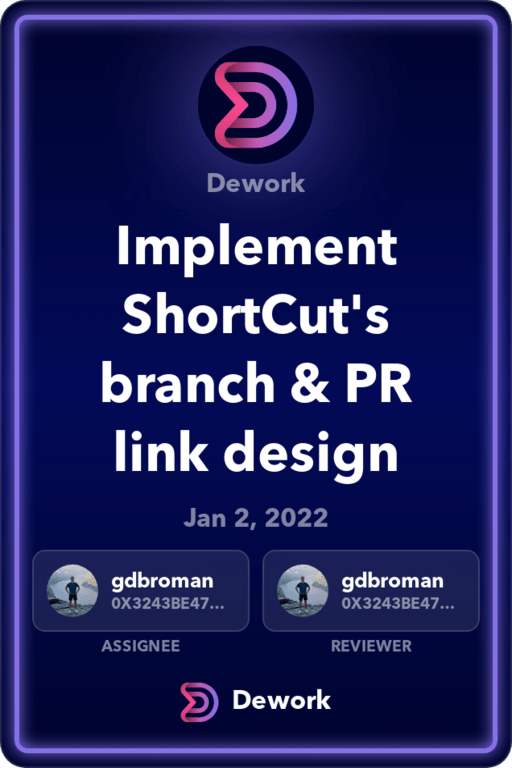 Dework
Implement
ShortCut's
branch & PR
link design
Jan 2, 2022
gdbroman
0X3243BE47...
ASSIGNEE
gdbroman
0X3243BE47...
REVIEWER
Dework